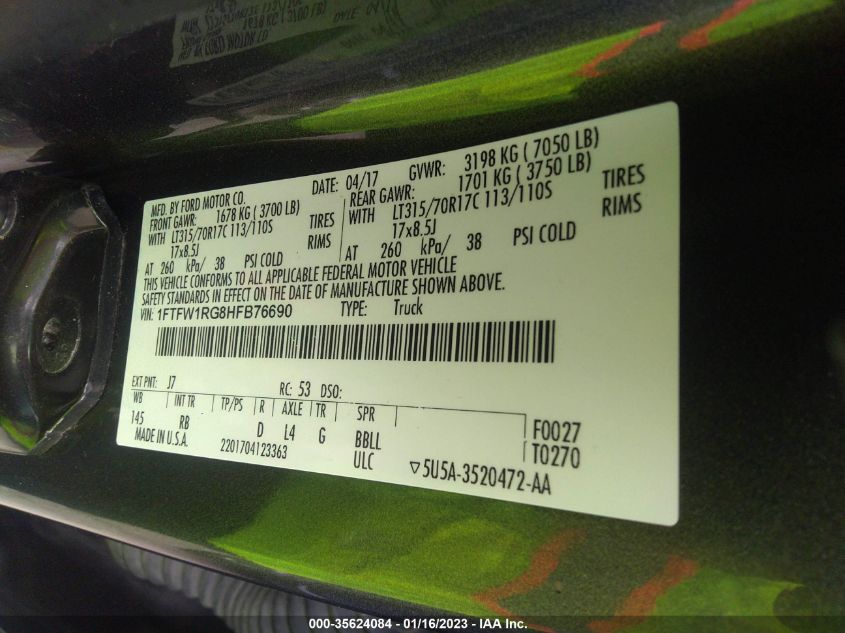 MFD. BY FORD MOTOR CO.
DATE: 04/17 GVWR: 3198 KG ( 7050 LB)
FRONT GAWR: 1678 KG ( 3700 LB) REAR GAWR: 1701 KG ( 3750 LB)
WITH LT315/70R17C 113/110S TIRES WITH LT315/70R17C 113/110S TIRES
17x8.5J RIMS 17x8.5J RIMS
AT 260 kPa/ 38 PSI COLD AT 260 kPa/ 38 PSI COLD
THIS VEHICLE CONFORMS TO ALL APPLICABLE FEDERAL MOTOR VEHICLE
SAFETY STANDARDS IN EFFECT ON THE DATE OF MANUFACTURE SHOWN ABOVE.
VIN: 1FTFW1RG8HFB76690 TYPE: Truck
EXT PNT: J7 RC: 53 DSO:
WB INT TR TP/PS R AXLE TR SPR
145 RB D L4 G BBLL F0027
MADE IN U.S.A. ULC T0270
2201704123363
▽5U5A-3520472-AA
000-35624084 - 01/16/2023 - IAA Inc.